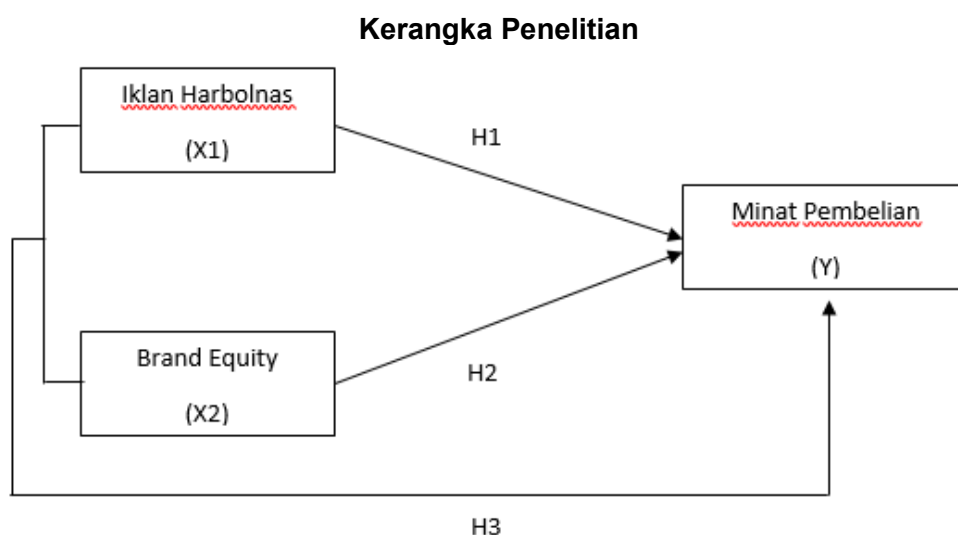 Kerangka Penelitian
Iklan Harbolnas
(X1)
H1
Minat Pembelian
(Y)
Brand Equity
(X2)
H2
H3